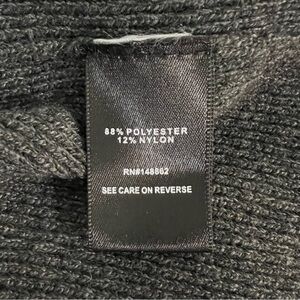 88% POLYESTER
12% NYLON
RN#148862
SEE CARE ON REVERSE